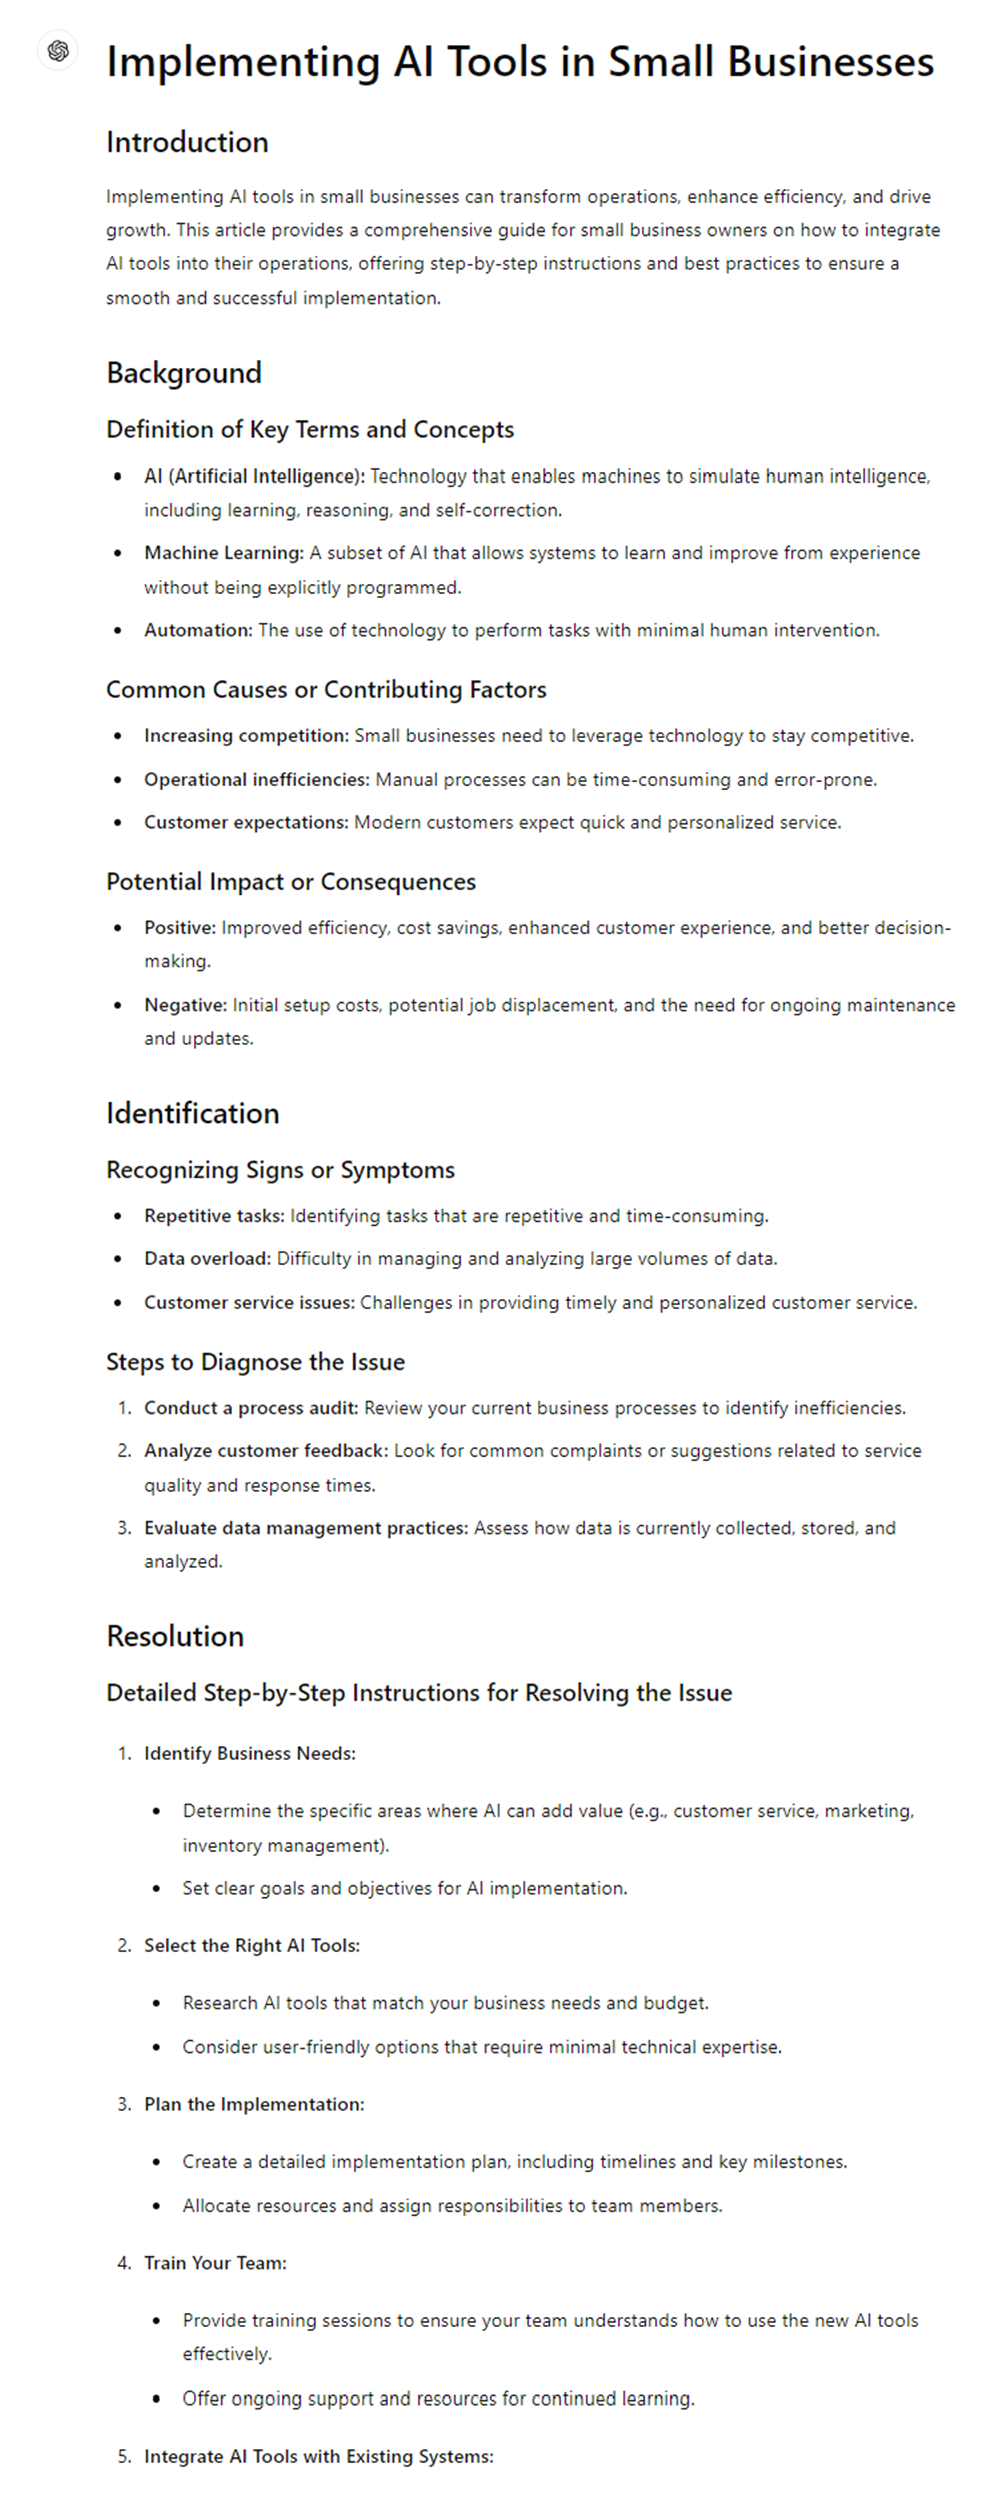 Implementing AI Tools in Small Businesses
Introduction
Implementing AI tools in small businesses can transform operations, enhance efficiency, and drive
growth. This article provides a comprehensive guide for small business owners on how to integrate
AI tools into their operations, offering step-by-step instructions and best practices to ensure a
smooth and successful implementation.
Background
Definition of Key Terms and Concepts
• AI (Artificial Intelligence): Technology that enables machines to simulate human intelligence,
including learning, reasoning, and self-correction.
• Machine Learning: A subset of AI that allows systems to learn and improve from experience
without being explicitly programmed.
• Automation: The use of technology to perform tasks with minimal human intervention.
Common Causes or Contributing Factors
• Increasing competition: Small businesses need to leverage technology to stay competitive.
• Operational inefficiencies: Manual processes can be time-consuming and error-prone.
• Customer expectations: Modern customers expect quick and personalized service.
Potential Impact or Consequences
• Positive: Improved efficiency, cost savings, enhanced customer experience, and better decision-
making.
• Negative: Initial setup costs, potential job displacement, and the need for ongoing maintenance
and updates.
Identification
Recognizing Signs or Symptoms
• Repetitive tasks: Identifying tasks that are repetitive and time-consuming.
• Data overload: Difficulty in managing and analyzing large volumes of data.
• Customer service issues: Challenges in providing timely and personalized customer service.
Steps to Diagnose the Issue
1. Conduct a process audit: Review your current business processes to identify inefficiencies.
2. Analyze customer feedback: Look for common complaints or suggestions related to service
quality and response times.
3. Evaluate data management practices: Assess how data is currently collected, stored, and
analyzed.
Resolution
Detailed Step-by-Step Instructions for Resolving the Issue
1. Identify Business Needs:
• Determine the specific areas where AI can add value (e.g., customer service, marketing,
inventory management).
• Set clear goals and objectives for AI implementation.
2. Select the Right AI Tools:
• Research AI tools that match your business needs and budget.
• Consider user-friendly options that require minimal technical expertise.
3. Plan the Implementation:
• Create a detailed implementation plan, including timelines and key milestones.
• Allocate resources and assign responsibilities to team members.
4. Train Your Team:
• Provide training sessions to ensure your team understands how to use the new AI tools
effectively.
• Offer ongoing support and resources for continued learning.
5. Integrate AI Tools with Existing Systems: